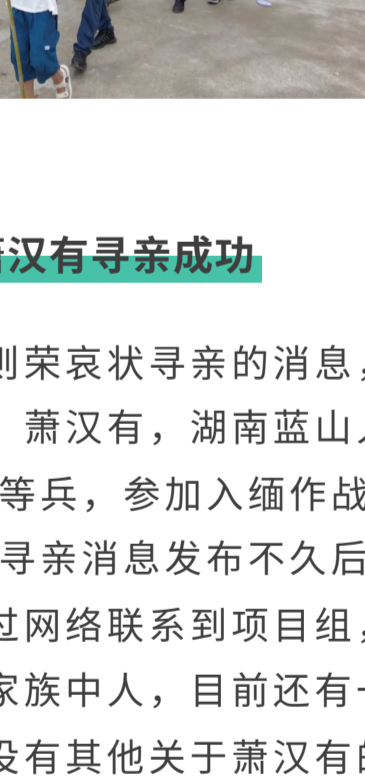 汉有寻亲成功
荣哀状寻亲的消息，
萧汉有，湖南蓝山
等兵，参加入缅作战
寻亲消息发布不久后
过网络联系到项目组，
家族中人，目前还有
没有其他关于萧汉有的